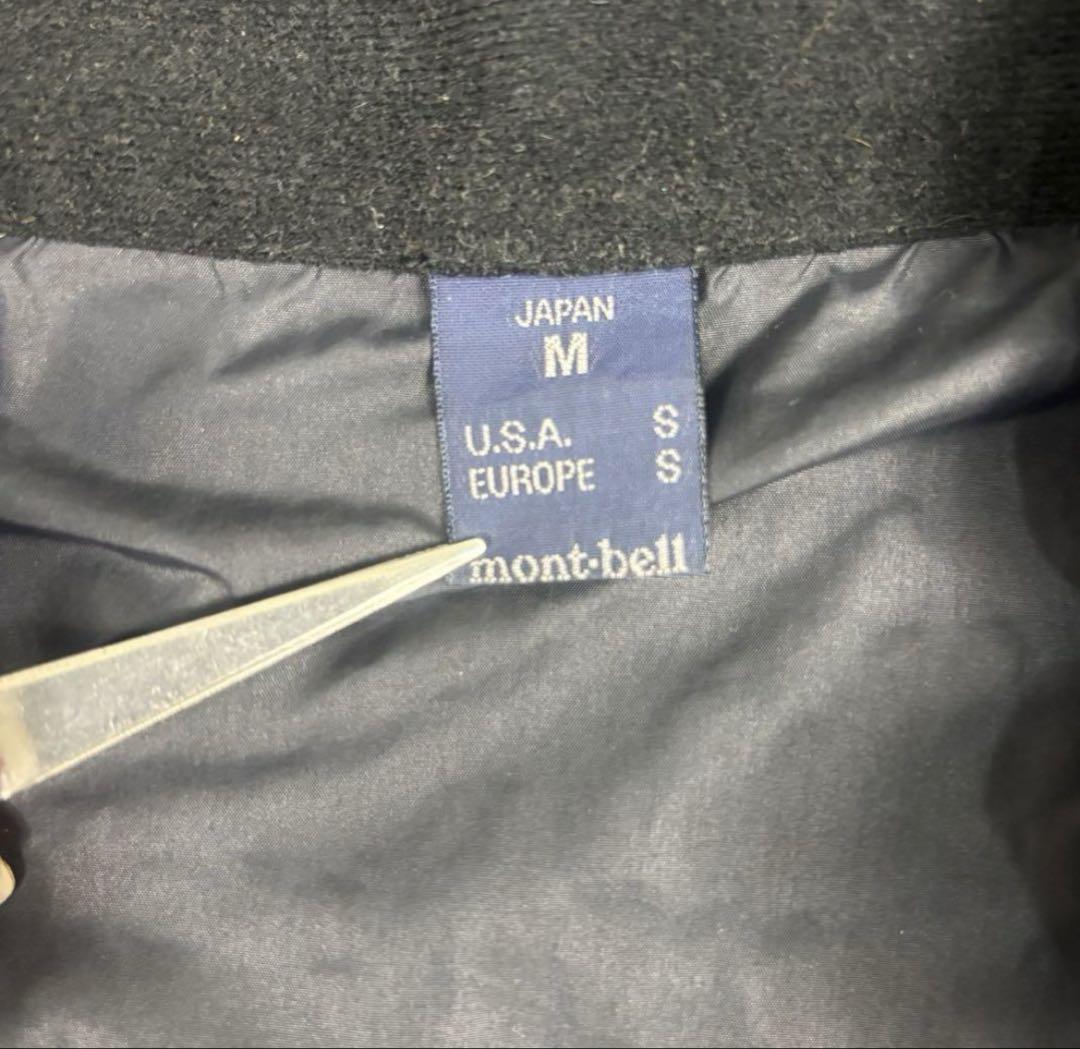 JAPAN
M
U.S.A. S
EUROPE S
mont·bell